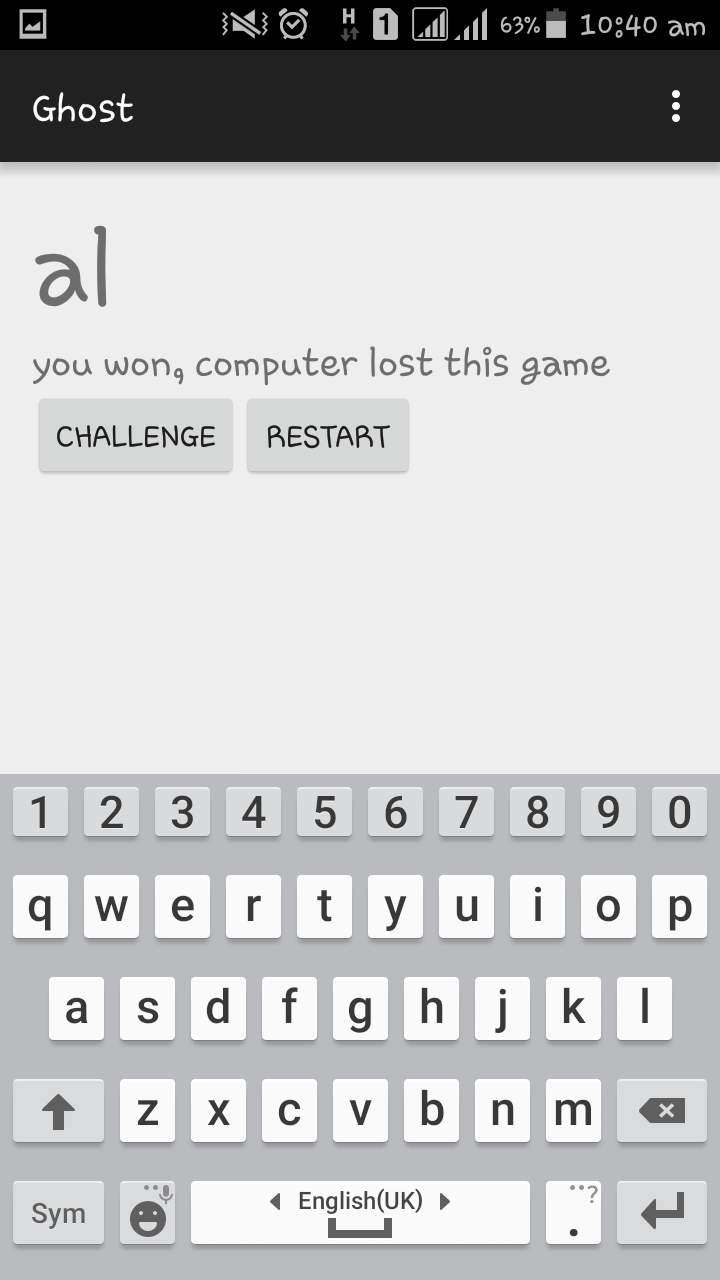 H 1 63% 10:40 am
Ghost
al
you won, computer lost this game
CHALLENGE RESTART
1 2 3 4 5 6 7 8 9 0
q w e r t y u i o p
a s d f g h j k l
z x c v b n m
Sym English(UK) . ?